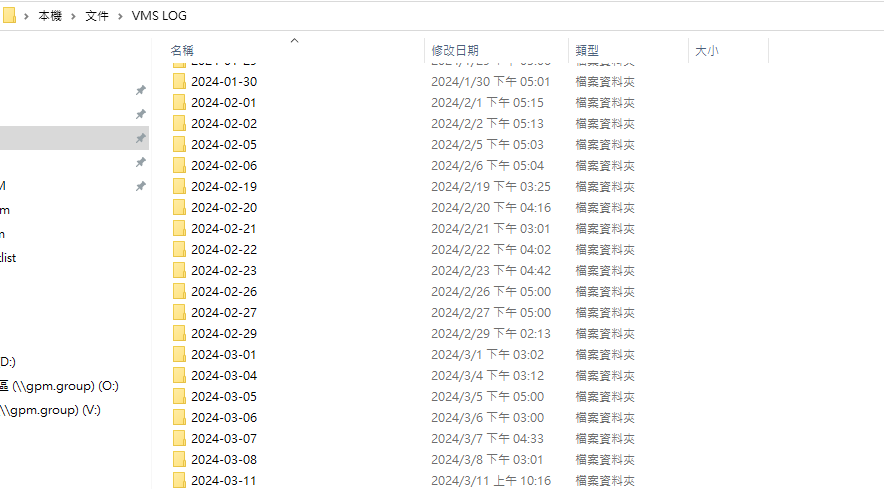 本機 > 文件 > VMS LOG
名稱 修改日期 類型 大小
2024-01-30 2024/1/30 下午 05:01 檔案資料夾
2024-02-01 2024/2/1 下午 05:15 檔案資料夾
2024-02-02 2024/2/2 下午 05:13 檔案資料夾
2024-02-05 2024/2/5 下午 05:03 檔案資料夾
2024-02-06 2024/2/6 下午 05:04 檔案資料夾
M 2024-02-19 2024/2/19 下午 03:25 檔案資料夾
m 2024-02-20 2024/2/20 下午 04:16 檔案資料夾
2024-02-21 2024/2/21 下午 03:01 檔案資料夾
2024-02-22 2024/2/22 下午 04:02 檔案資料夾
list
2024-02-23 2024/2/23 下午 04:42 檔案資料夾
2024-02-26 2024/2/26 下午 05:00 檔案資料夾
2024-02-27 2024/2/27 下午 05:00 檔案資料夾
2024-02-29 2024/2/29 下午 02:13 檔案資料夾
2024-03-01 2024/3/1 下午 03:02 檔案資料夾
D:)
2024-03-04 2024/3/4 下午 03:12 檔案資料夾
區 (\\gpm.group) (O:)
2024-03-05 2024/3/5 下午 05:00 檔案資料夾
\\gpm.group) (V:)
2024-03-06 2024/3/6 下午 03:00 檔案資料夾
2024-03-07 2024/3/7 下午 04:33 檔案資料夾
2024-03-08 2024/3/8 下午 03:01 檔案資料夾
2024-03-11 2024/3/11 上午 10:16 檔案資料夾